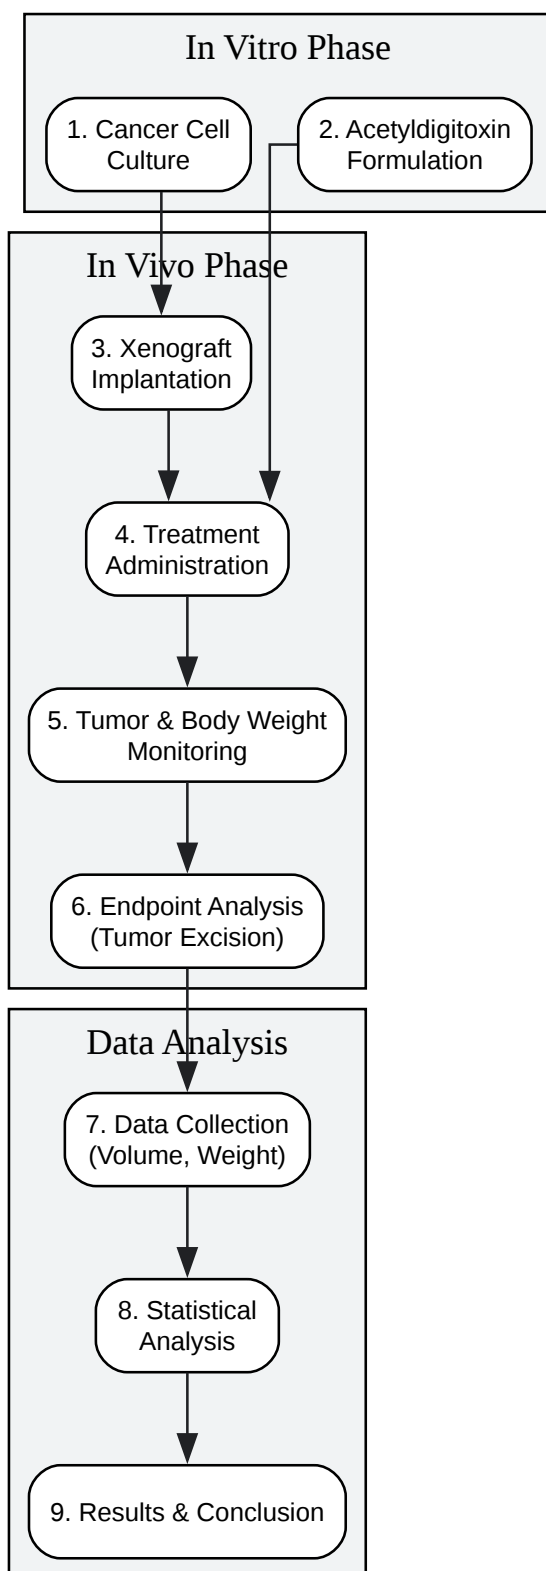 In Vitro Phase
1. Cancer Cell
Culture
2. Acetyldigitoxin
Formulation
In Vivo Phase
3. Xenograft
Implantation
4. Treatment
Administration
5. Tumor & Body Weight
Monitoring
6. Endpoint Analysis
(Tumor Excision)
Data Analysis
7. Data Collection
(Volume, Weight)
8. Statistical
Analysis
9. Results & Conclusion